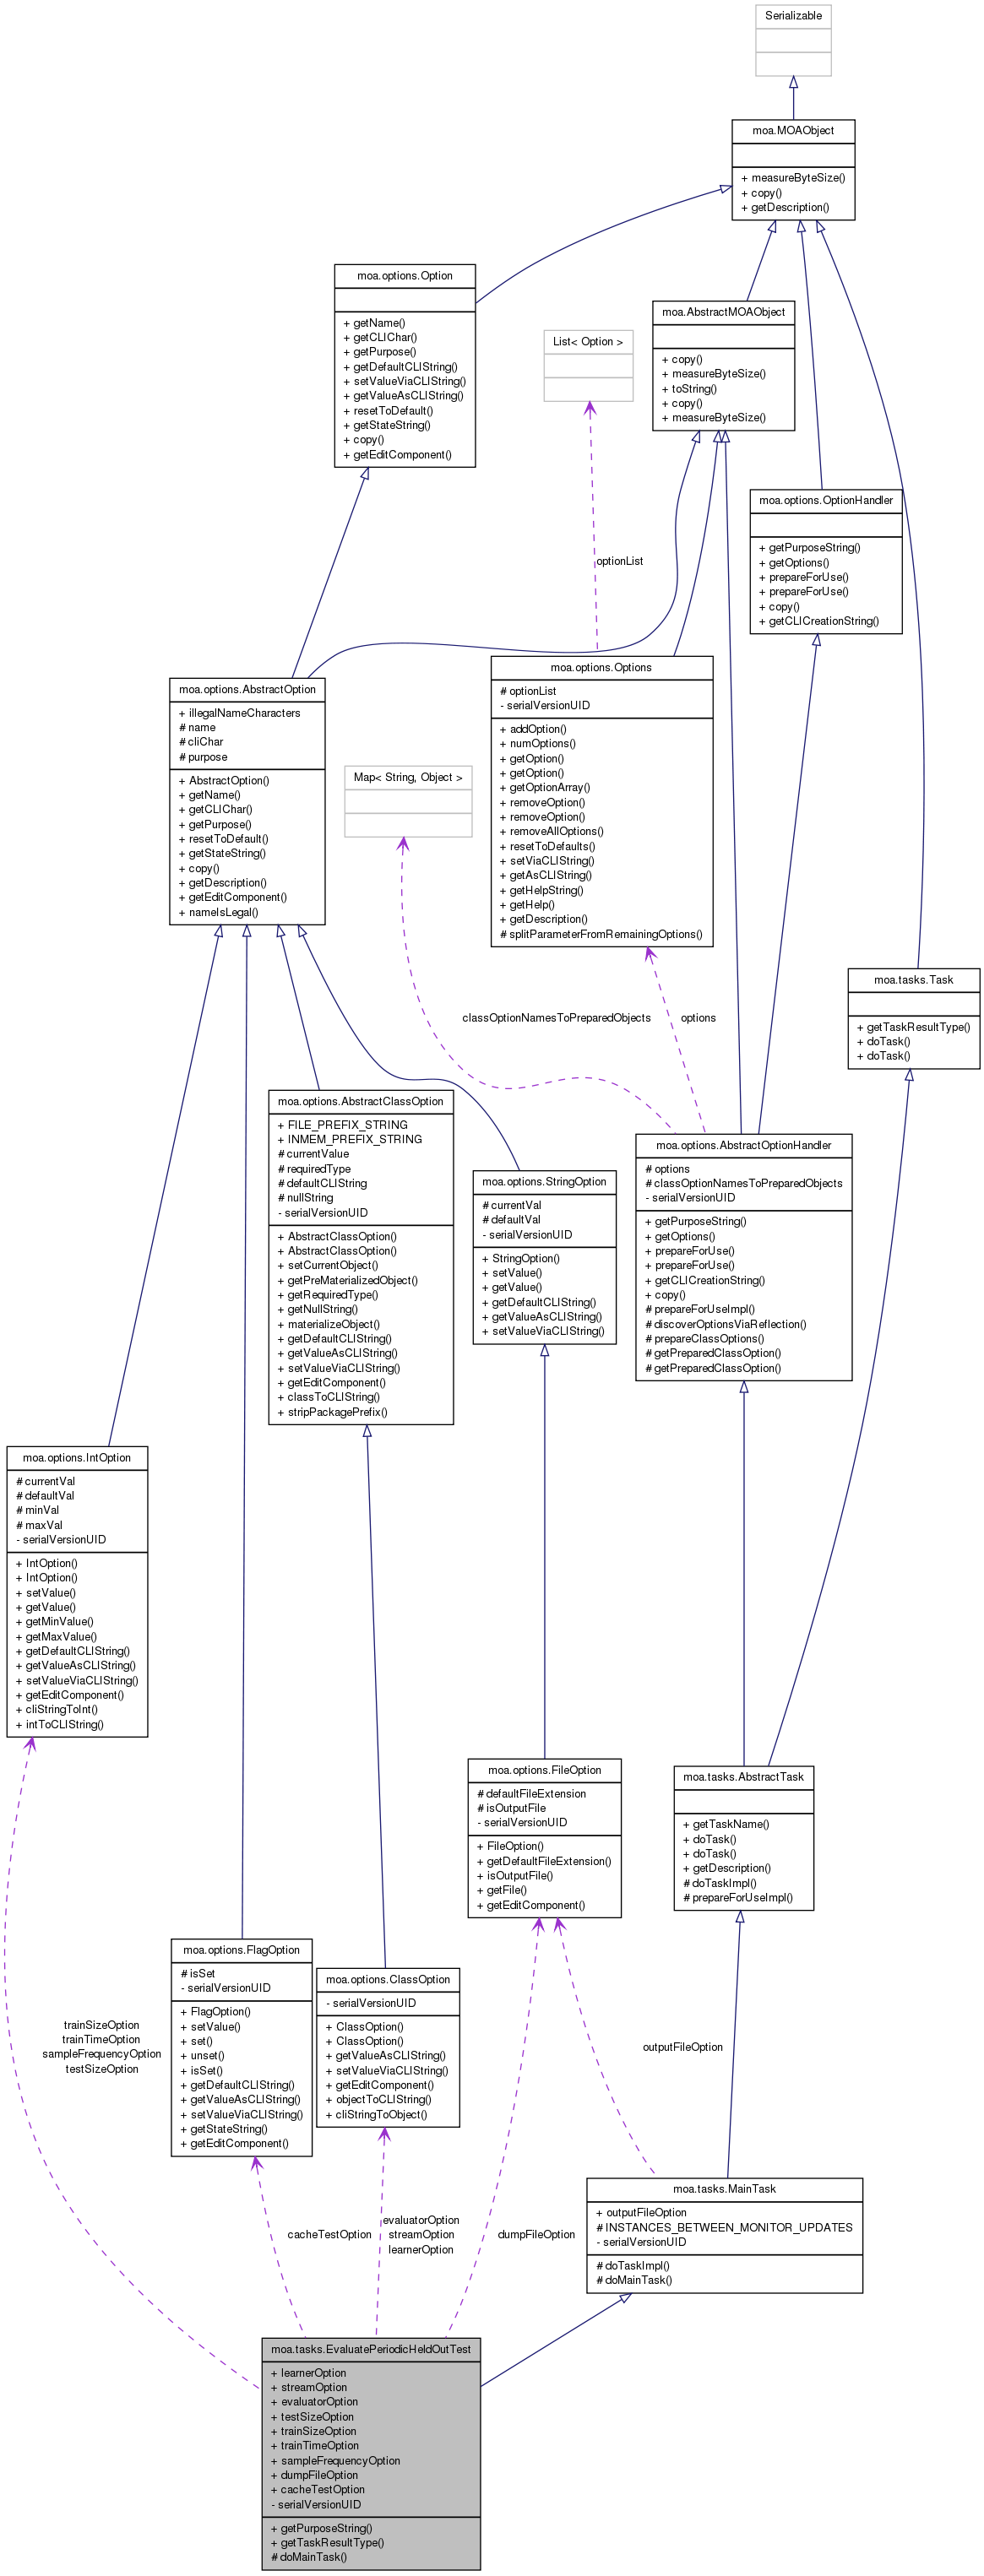 Serializable
moa.MOAObject
+ measureByteSize()
+ copy()
+ getDescription()
moa.options.Option
+ getName()
+ getCLIChar()
+ getPurpose()
+ getDefaultCLIString()
+ setValueViaCLIString()
+ getValueAsCLIString()
+ resetToDefault()
+ getStateString()
+ copy()
+ getEditComponent()
moa.AbstractMOAObject
+ copy()
+ measureByteSize()
+ toString()
+ copy()
+ measureByteSize()
List< Option >
moa.options.OptionHandler
+ getPurposeString()
+ getOptions()
+ prepareForUse()
+ prepareForUse()
+ copy()
+ getCLICreationString()
optionList
moa.options.Options
# optionList
- serialVersionUID
+ addOption()
+ numOptions()
+ getOption()
+ getOption()
+ getOptionArray()
+ removeOption()
+ removeOption()
+ removeAllOptions()
+ resetToDefaults()
+ setViaCLIString()
+ getAsCLIString()
+ getHelpString()
+ getHelp()
+ getDescription()
# splitParameterFromRemainingOptions()
moa.options.AbstractOption
+ illegalNameCharacters
# name
# cliChar
# purpose
+ AbstractOption()
+ getName()
+ getCLIChar()
+ getPurpose()
+ resetToDefault()
+ getStateString()
+ copy()
+ getDescription()
+ getEditComponent()
+ nameIsLegal()
Map< String, Object >
moa.tasks.Task
+ getTaskResultType()
+ doTask()
+ doTask()
classOptionNamesToPreparedObjects
options
moa.options.AbstractClassOption
+ FILE_PREFIX_STRING
+ INMEM_PREFIX_STRING
# currentValue
# requiredType
# defaultCLIString
# nullString
- serialVersionUID
+ AbstractClassOption()
+ AbstractClassOption()
+ setCurrentObject()
+ getPreMaterializedObject()
+ getRequiredType()
+ getNullString()
+ materializeObject()
+ getDefaultCLIString()
+ getValueAsCLIString()
+ setValueViaCLIString()
+ getEditComponent()
+ classToCLIString()
+ stripPackagePrefix()
moa.options.StringOption
# currentVal
# defaultVal
- serialVersionUID
+ StringOption()
+ setValue()
+ getValue()
+ getDefaultCLIString()
+ getValueAsCLIString()
+ setValueViaCLIString()
moa.options.AbstractOptionHandler
# options
# classOptionNamesToPreparedObjects
- serialVersionUID
+ getPurposeString()
+ getOptions()
+ prepareForUse()
+ prepareForUse()
+ getCLICreationString()
+ copy()
# prepareForUseImpl()
# discoverOptionsViaReflection()
# prepareClassOptions()
# getPreparedClassOption()
# getPreparedClassOption()
moa.options.IntOption
# currentVal
# defaultVal
# minVal
# maxVal
- serialVersionUID
+ IntOption()
+ IntOption()
+ setValue()
+ getValue()
+ getMinValue()
+ getMaxValue()
+ getDefaultCLIString()
+ getValueAsCLIString()
+ setValueViaCLIString()
+ getEditComponent()
+ cliStringToInt()
+ intToCLIString()
moa.options.FileOption
# defaultFileExtension
# isOutputFile
- serialVersionUID
+ FileOption()
+ getDefaultFileExtension()
+ isOutputFile()
+ getFile()
+ getEditComponent()
moa.tasks.AbstractTask
+ getTaskName()
+ doTask()
+ doTask()
+ getDescription()
# doTaskImpl()
# prepareForUseImpl()
moa.options.FlagOption
# isSet
- serialVersionUID
+ FlagOption()
+ setValue()
+ set()
+ unset()
+ isSet()
+ getDefaultCLIString()
+ getValueAsCLIString()
+ setValueViaCLIString()
+ getStateString()
+ getEditComponent()
moa.options.ClassOption
- serialVersionUID
+ ClassOption()
+ ClassOption()
+ getValueAsCLIString()
+ setValueViaCLIString()
+ getEditComponent()
+ objectToCLIString()
+ cliStringToObject()
trainSizeOption
trainTimeOption
sampleFrequencyOption
testSizeOption
outputFileOption
moa.tasks.MainTask
+ outputFileOption
# INSTANCES_BETWEEN_MONITOR_UPDATES
- serialVersionUID
# doTaskImpl()
# doMainTask()
cacheTestOption
evaluatorOption
streamOption
learnerOption
dumpFileOption
moa.tasks.EvaluatePeriodicHeldOutTest
+ learnerOption
+ streamOption
+ evaluatorOption
+ testSizeOption
+ trainSizeOption
+ trainTimeOption
+ sampleFrequencyOption
+ dumpFileOption
+ cacheTestOption
- serialVersionUID
+ getPurposeString()
+ getTaskResultType()
# doMainTask()